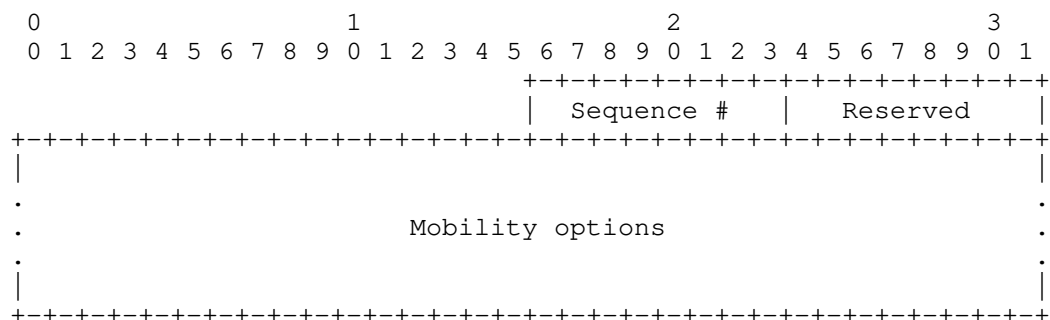 0                   1                   2                   3
 0 1 2 3 4 5 6 7 8 9 0 1 2 3 4 5 6 7 8 9 0 1 2 3 4 5 6 7 8 9 0 1
                                +-+-+-+-+-+-+-+-+-+-+-+-+-+-+-+-+
                                |  Sequence #   |   Reserved    |
+-+-+-+-+-+-+-+-+-+-+-+-+-+-+-+-+-+-+-+-+-+-+-+-+-+-+-+-+-+-+-+-+
|                                                               |
.                                                               .
.                        Mobility options                       .
.                                                               .
|                                                               |
+-+-+-+-+-+-+-+-+-+-+-+-+-+-+-+-+-+-+-+-+-+-+-+-+-+-+-+-+-+-+-+-+